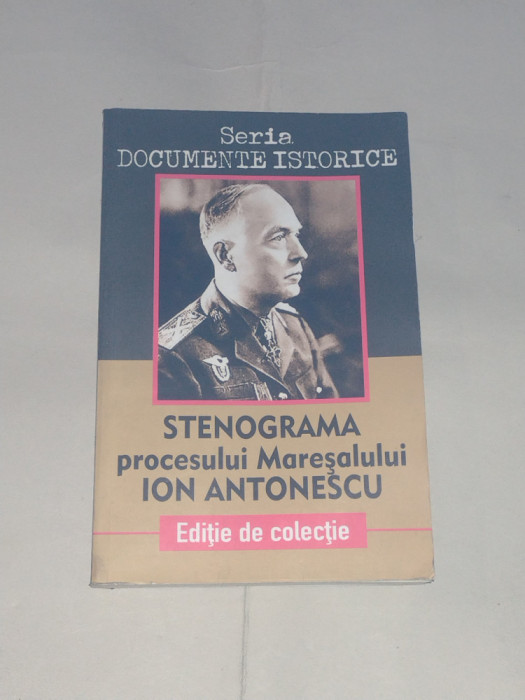 Seria
DOCUMENTE ISTORICE
STENOGRAMA
procesului Mareşalului
ION ANTONESCU
Ediţie de colecţie